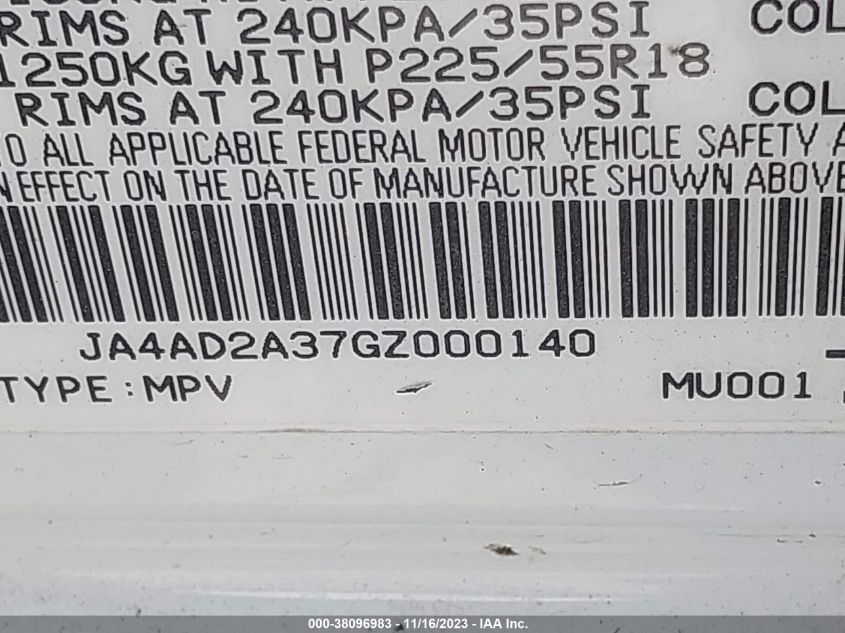 RIMS AT 240KPA/35PSI COL
1250KG WITH P225/55R18
RIMS AT 240KPA/35PSI COL
TO ALL APPLICABLE FEDERAL MOTOR VEHICLE SAFETY A
N EFFECT ON THE DATE OF MANUFACTURE SHOWN ABOVE
JA4AD2A37GZ000140
TYPE:MPV MU001
000-38096983 - 11/16/2023 - IAA Inc.